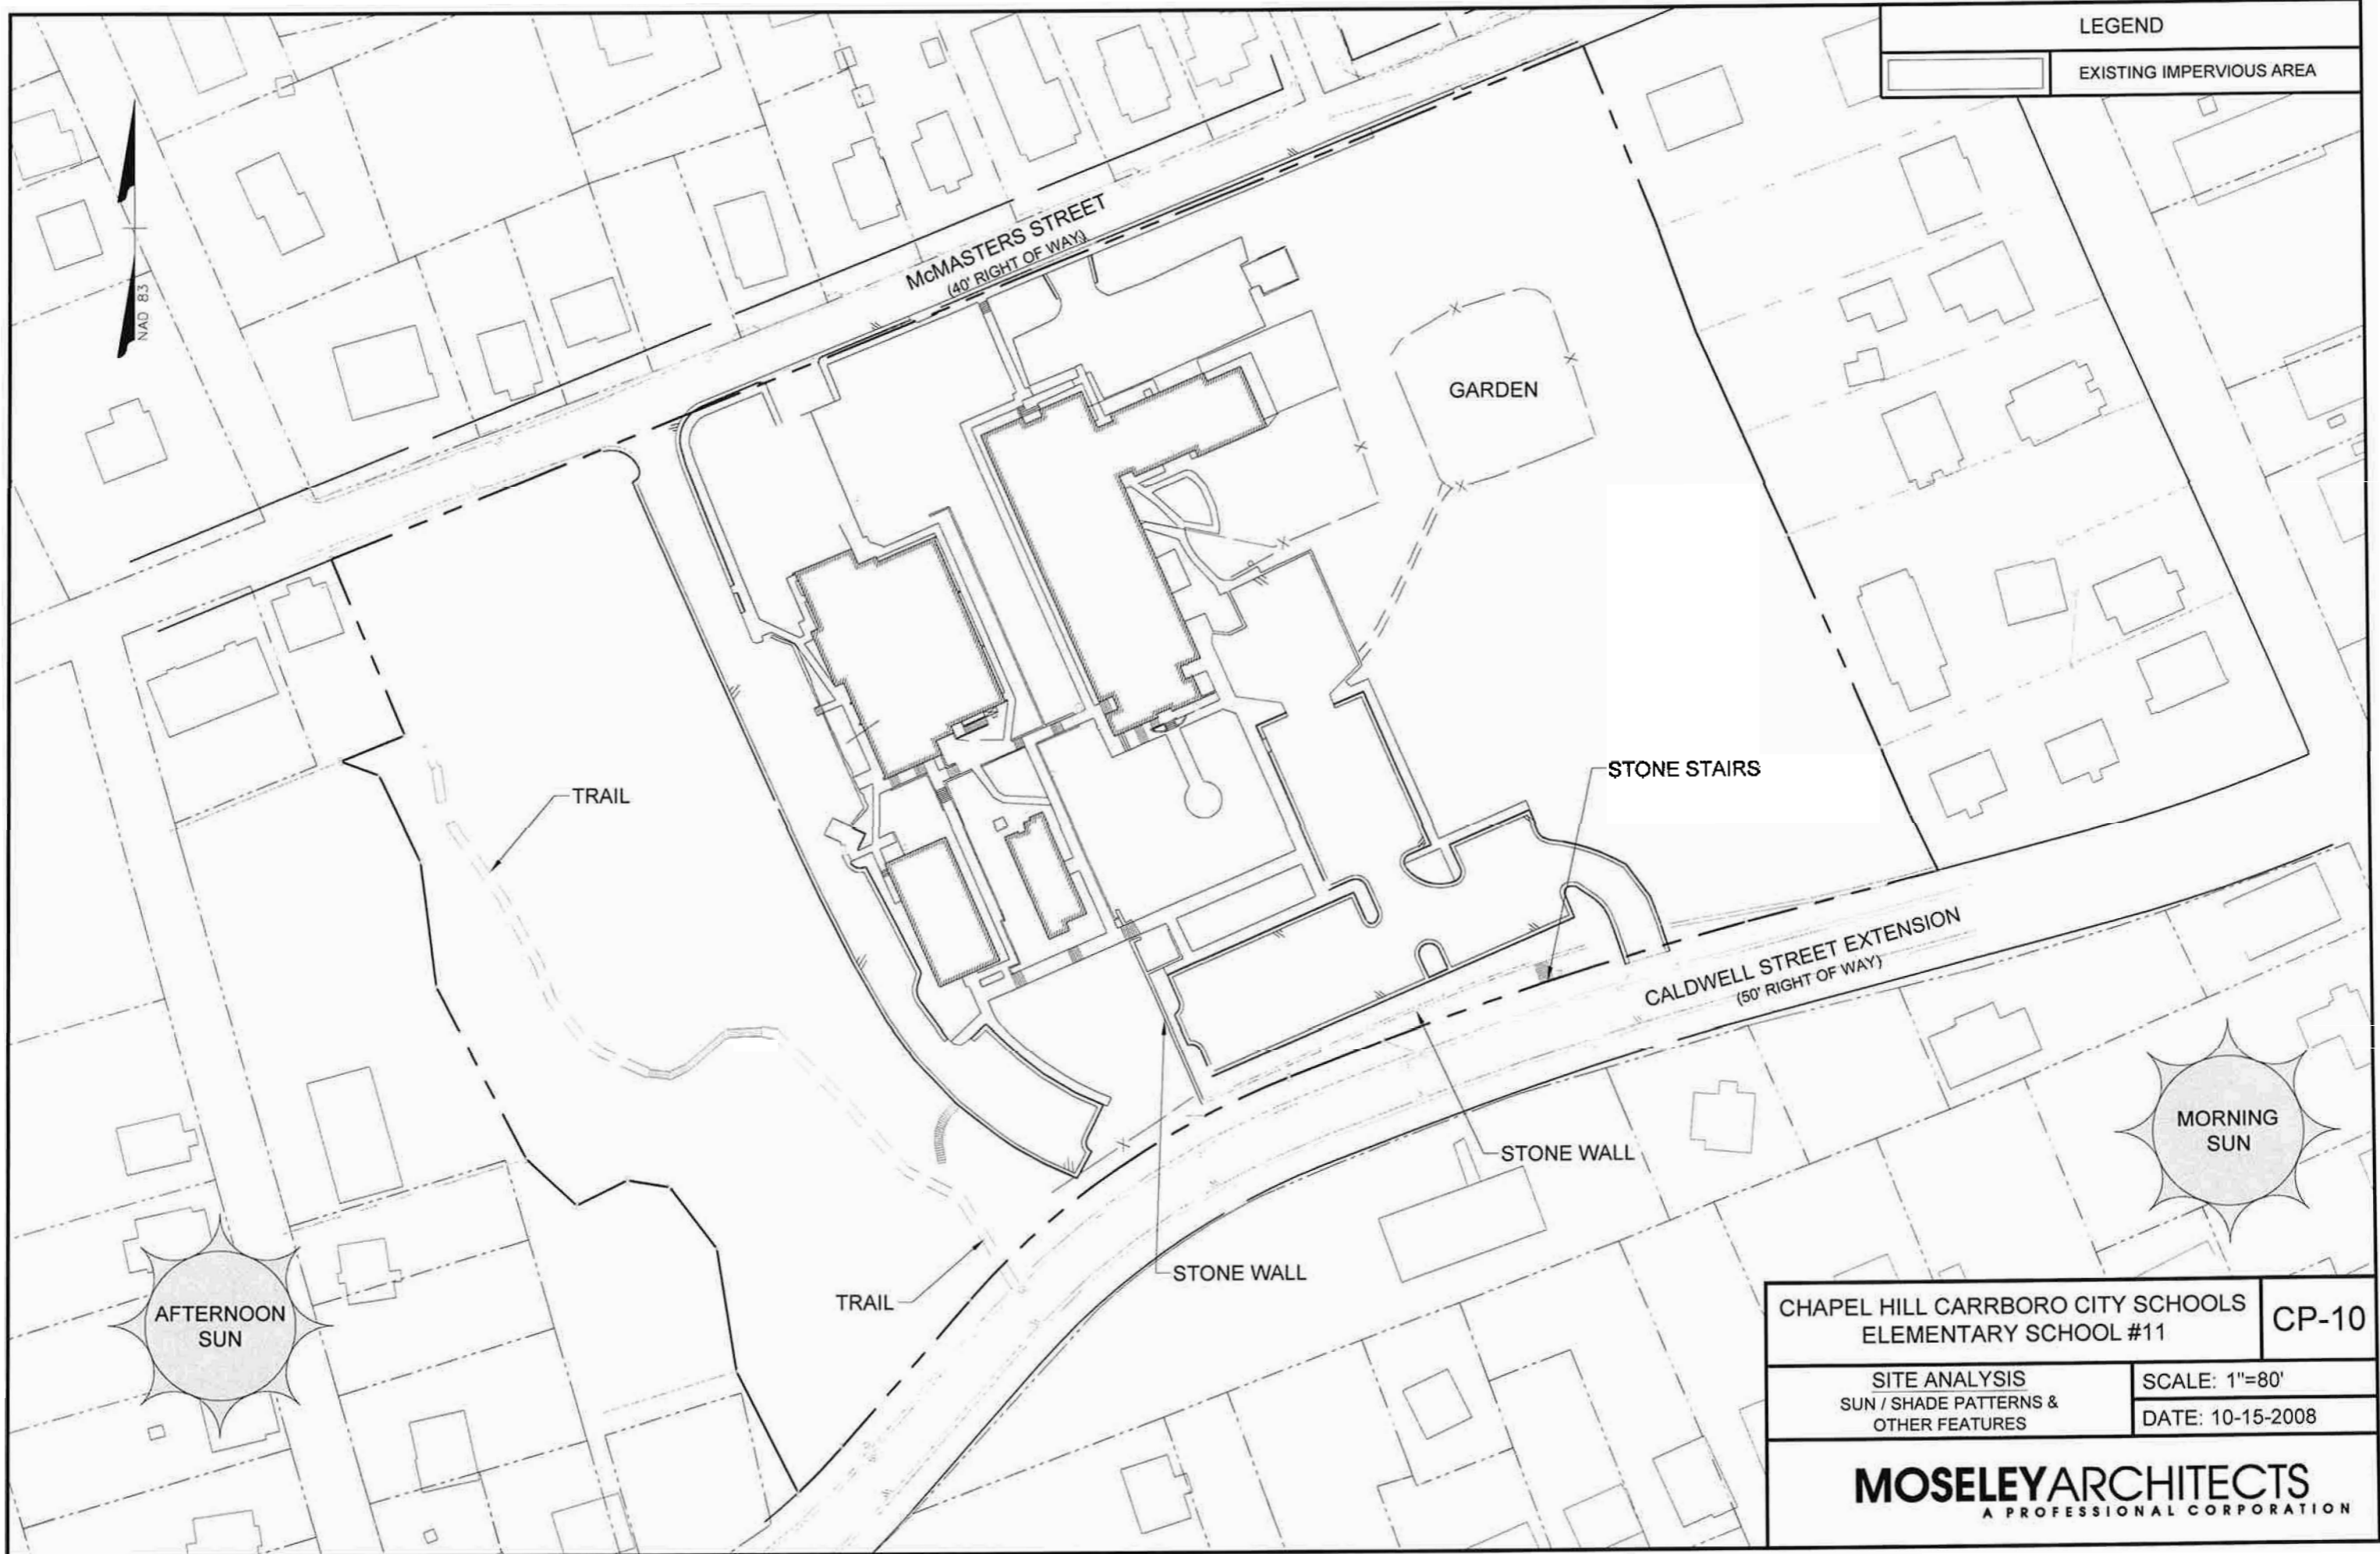 LEGEND
EXISTING IMPERVIOUS AREA
NAD 83
McMASTERS STREET
(40' RIGHT OF WAY)
GARDEN
TRAIL
STONE STAIRS
CALDWELL STREET EXTENSION
(50' RIGHT OF WAY)
STONE WALL
MORNING
SUN
STONE WALL
TRAIL
AFTERNOON
SUN
CHAPEL HILL CARRBORO CITY SCHOOLS
ELEMENTARY SCHOOL #11
CP-10
SITE ANALYSIS
SUN / SHADE PATTERNS &
OTHER FEATURES
SCALE: 1"=80'
DATE: 10-15-2008
MOSELEYARCHITECTS
A PROFESSIONAL CORPORATION